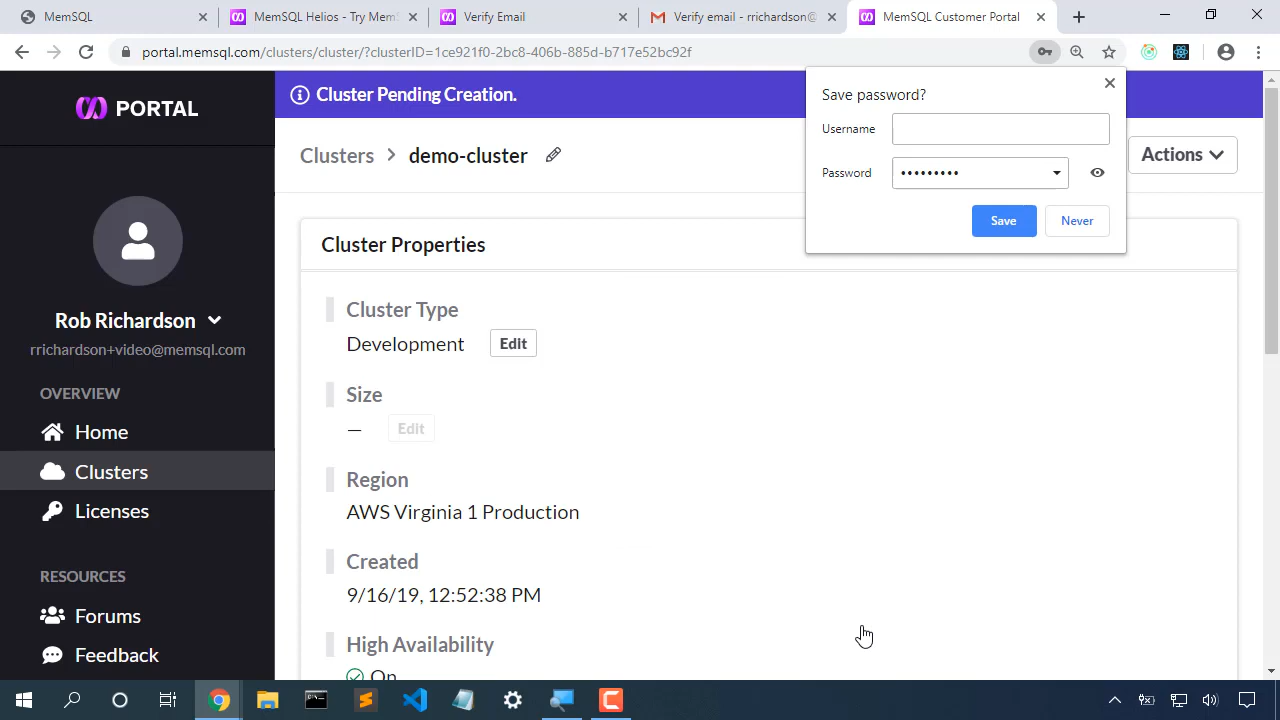 MemSQL
MemSQL Helios - Try MemS
Verify Email
Verify email - rrichardson@
MemSQL Customer Portal
portal.memsql.com/clusters/cluster/?clusterID=1ce921f0-2bc8-406b-885d-b717e52bc92f
PORTAL
Cluster Pending Creation.
Save password?
Username
Password
Save
Never
Clusters > demo-cluster
Actions
Rob Richardson
rrichardson+video@memsql.com
OVERVIEW
Home
Clusters
Licenses
RESOURCES
Forums
Feedback
Cluster Properties
Cluster Type
Development
Edit
Size
—
Edit
Region
AWS Virginia 1 Production
Created
9/16/19, 12:52:38 PM
High Availability
On